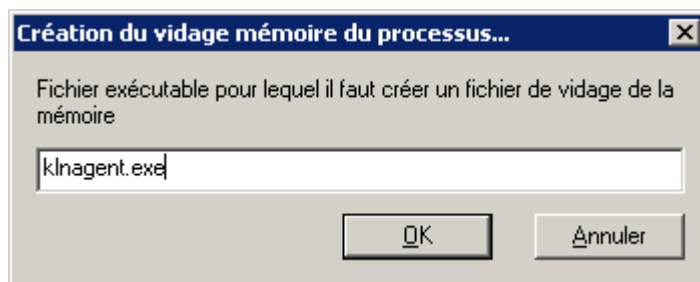 Création du vidage mémoire du processus...
Fichier exécutable pour lequel il faut créer un fichier de vidage de la
mémoire
klnagent.exe
OK
Annuler